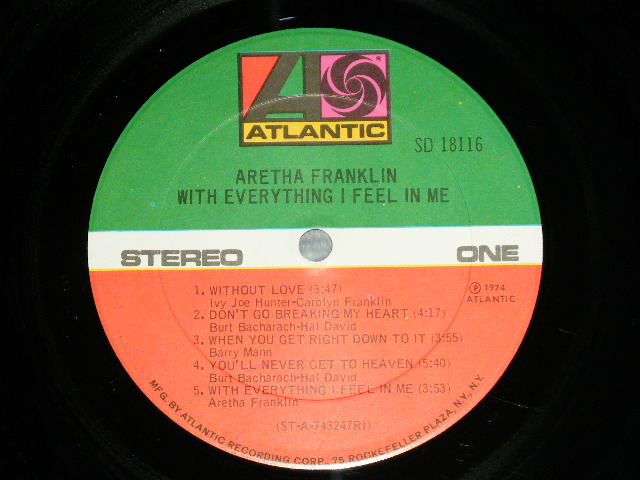 ATLANTIC
SD 18116
ARETHA FRANKLIN
WITH EVERYTHING I FEEL IN ME
STEREO ONE
1. WITHOUT LOVE (3:47)
Ivy Joe Hunter-Carolyn Franklin
2. DON'T GO BREAKING MY HEART (4:17)
Burt Bacharach-Hal David
3. WHEN YOU GET RIGHT DOWN TO IT (3:55)
Barry Mann
4. YOU'LL NEVER GET TO HEAVEN (5:40)
Burt Bacharach-Hal David
5. WITH EVERYTHING I FEEL IN ME (3:53)
Aretha Franklin
℗ 1974
ATLANTIC
(ST-A-743247RI)
MFG. BY ATLANTIC RECORDING CORP., 75 ROCKEFELLER PLAZA, N.Y., N.Y.